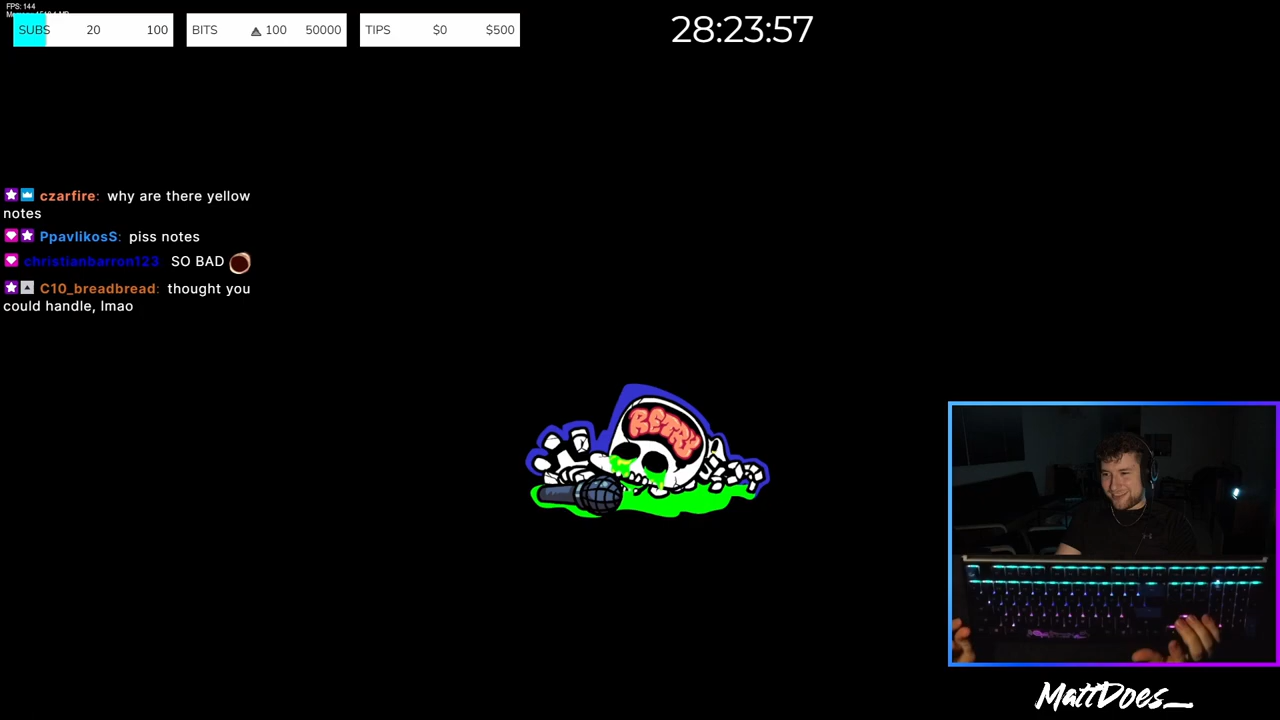 FPS: 144
SUBS 20 100
BITS 100 50000
TIPS $0 $500
28:23:57
czarfire: why are there yellow
notes
PpavlikosS: piss notes
christianbarron123 SO BAD
C10_breadbread: thought you
could handle, lmao
RETRY
MattDoes_